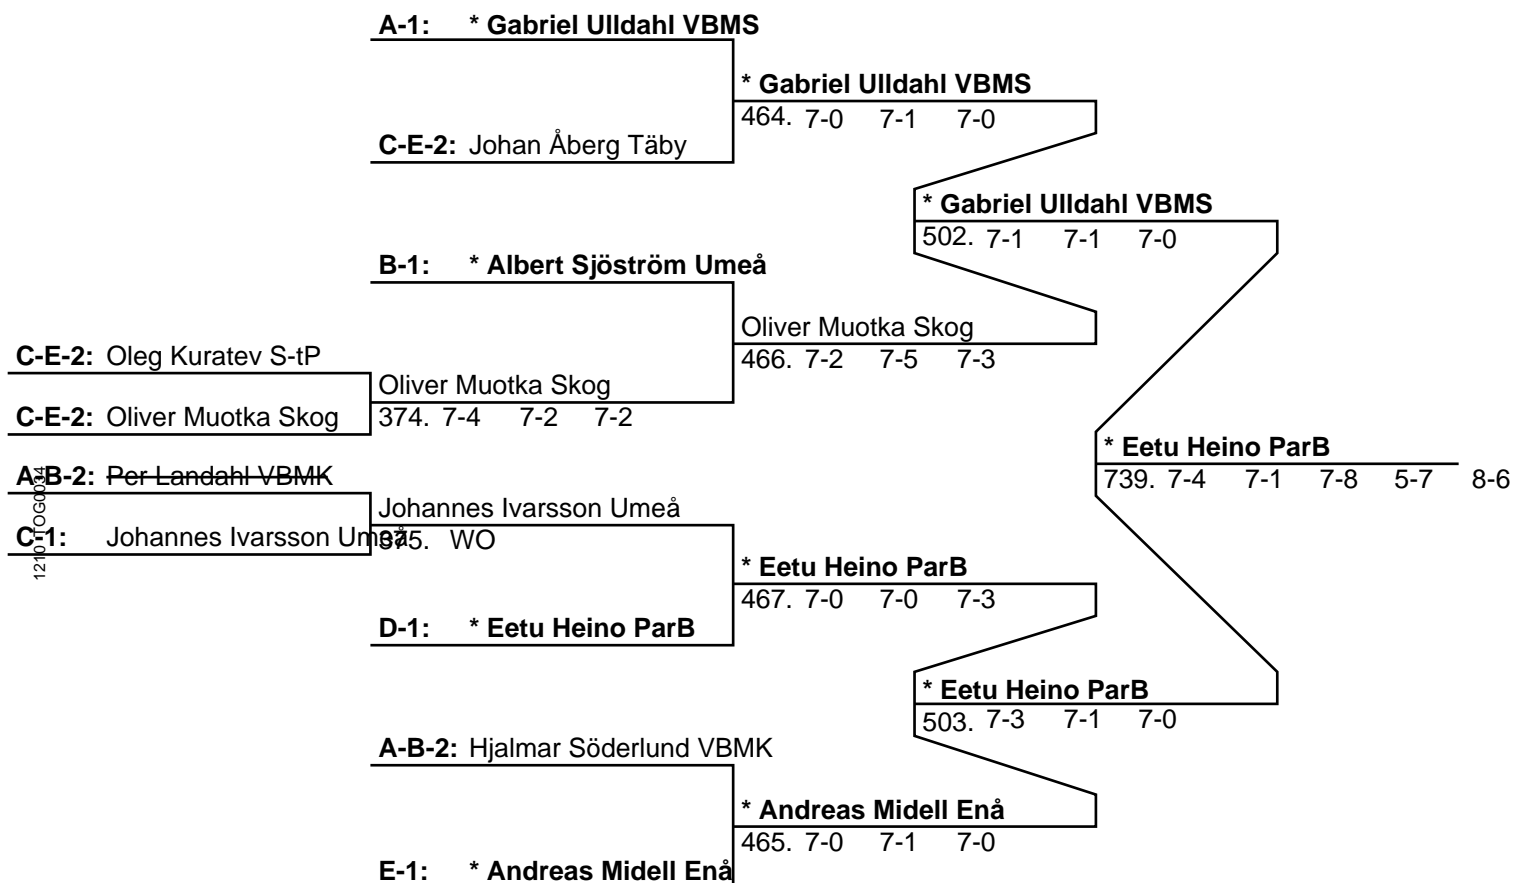 A-1: * Gabriel Ulldahl VBMS
* Gabriel Ulldahl VBMS
464. 7-0 7-1 7-0
C-E-2: Johan Åberg Täby
* Gabriel Ulldahl VBMS
502. 7-1 7-1 7-0
B-1: * Albert Sjöström Umeå
Oliver Muotka Skog
466. 7-2 7-5 7-3
C-E-2: Oleg Kuratev S-tP
Oliver Muotka Skog
374. 7-4 7-2 7-2
C-E-2: Oliver Muotka Skog
* Eetu Heino ParB
739. 7-4 7-1 7-8 5-7 8-6
A-B-2: Per Landahl VBMK
Johannes Ivarsson Umeå
375. WO
C-1: Johannes Ivarsson Umeå
* Eetu Heino ParB
467. 7-0 7-0 7-3
D-1: * Eetu Heino ParB
* Eetu Heino ParB
503. 7-3 7-1 7-0
A-B-2: Hjalmar Söderlund VBMK
* Andreas Midell Enå
465. 7-0 7-1 7-0
E-1: * Andreas Midell Enå